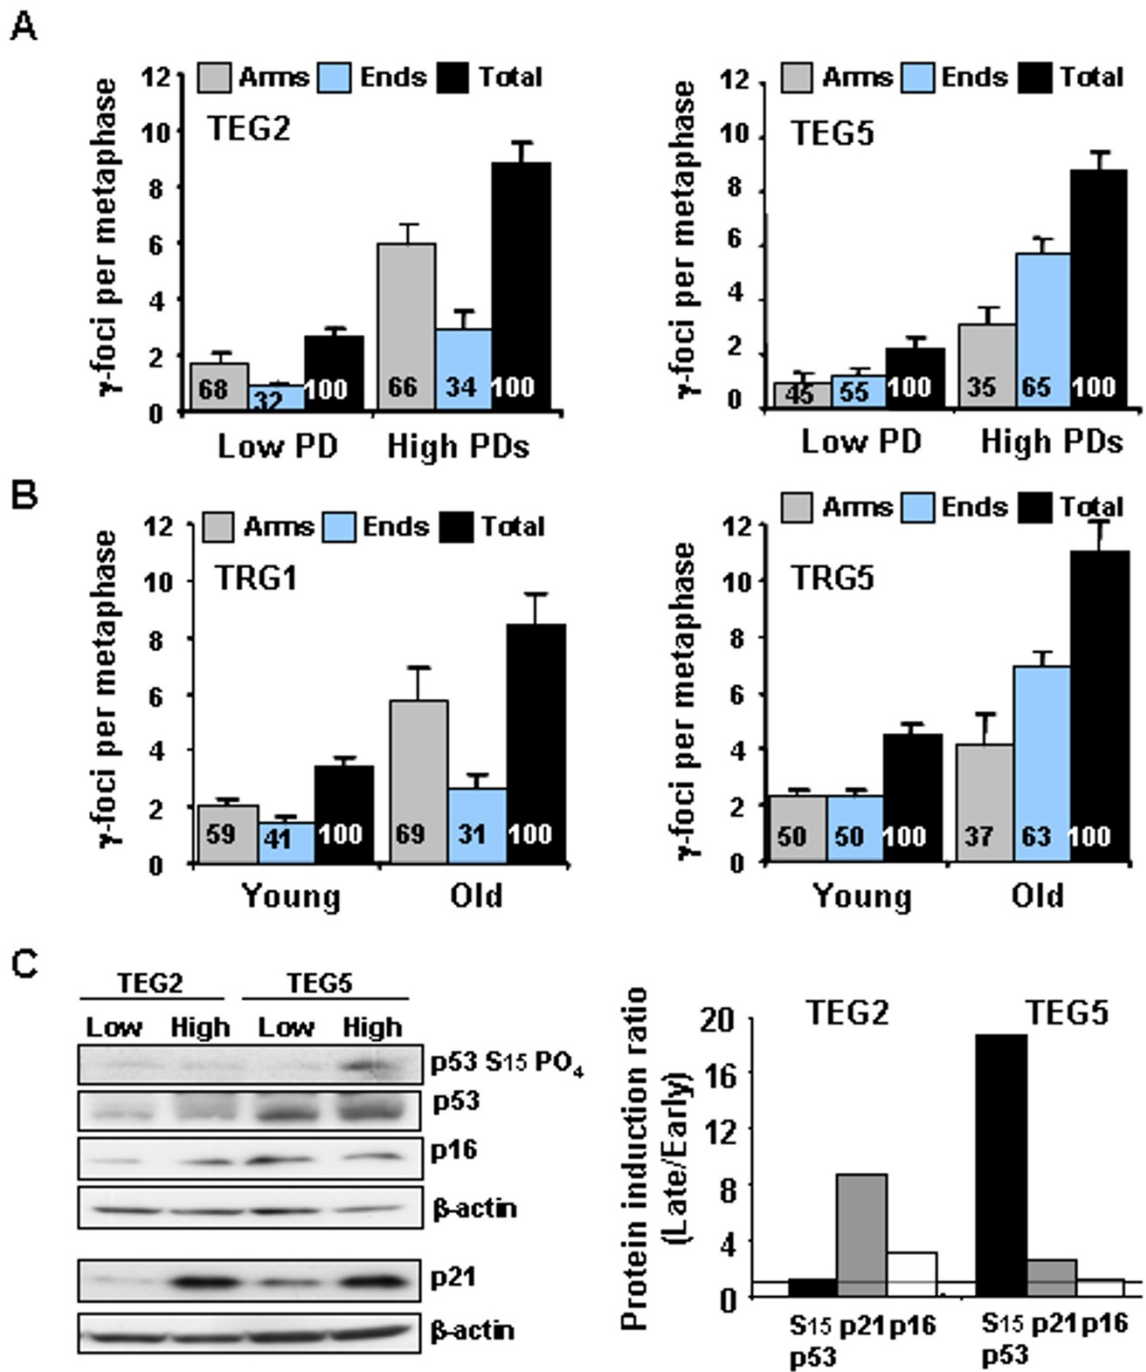 A
γ-foci per metaphase
12
10
8
6
4
2
0
Arms Ends Total
TEG2
68 32 100 66 34 100
Low PD High PDs
γ-foci per metaphase
12
10
8
6
4
2
0
Arms Ends Total
TEG5
45 55 100 35 65 100
Low PD High PDs
B
γ-foci per metaphase
12
10
8
6
4
2
0
Arms Ends Total
TRG1
59 41 100 69 31 100
Young Old
γ-foci per metaphase
12
10
8
6
4
2
0
Arms Ends Total
TRG5
50 50 100 37 63 100
Young Old
C
TEG2 TEG5
Low High Low High
p53 S15 PO4
p53
p16
β-actin
p21
β-actin
Protein induction ratio
(Late/Early)
20
16
12
8
4
0
TEG2 TEG5
S15 p21 p16 S15 p21 p16
p53 p53